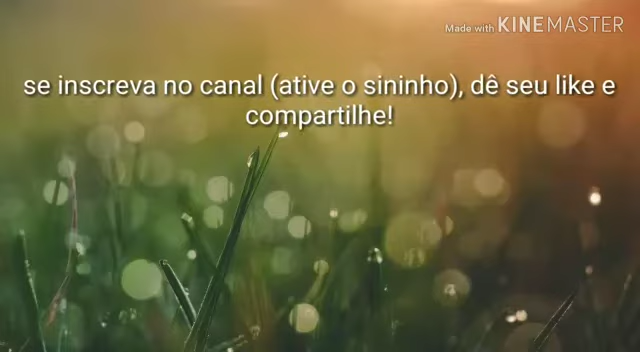 Made with KINEMASTER
se inscreva no canal (ative o sininho), dê seu like e
compartilhe!